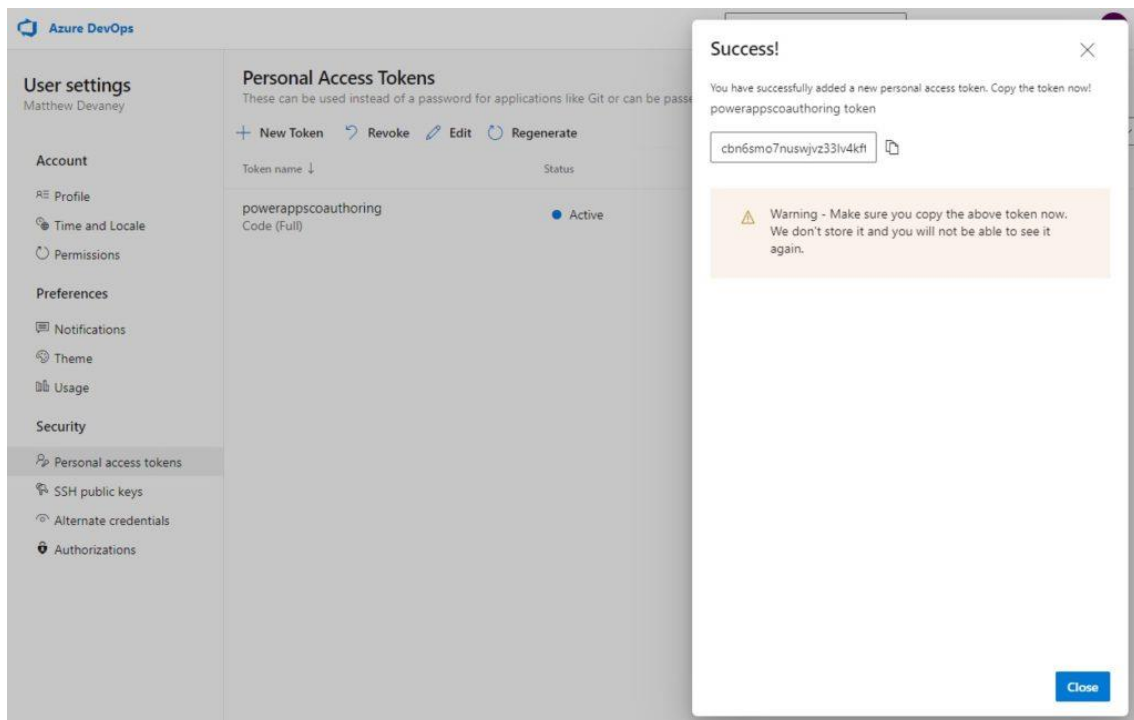 Azure DevOps
User settings
Matthew Devaney
Account
Profile
Time and Locale
Permissions
Preferences
Notifications
Theme
Usage
Security
Personal access tokens
SSH public keys
Alternate credentials
Authorizations
Personal Access Tokens
These can be used instead of a password for applications like Git or can be passe
New Token Revoke Edit Regenerate
Token name ↓ Status
powerappscoauthoring Active
Code (Full)
Success!
You have successfully added a new personal access token. Copy the token now!
powerappscoauthoring token
cbn6smo7nuswjvz33lv4kft
Warning - Make sure you copy the above token now.
We don't store it and you will not be able to see it
again.
Close